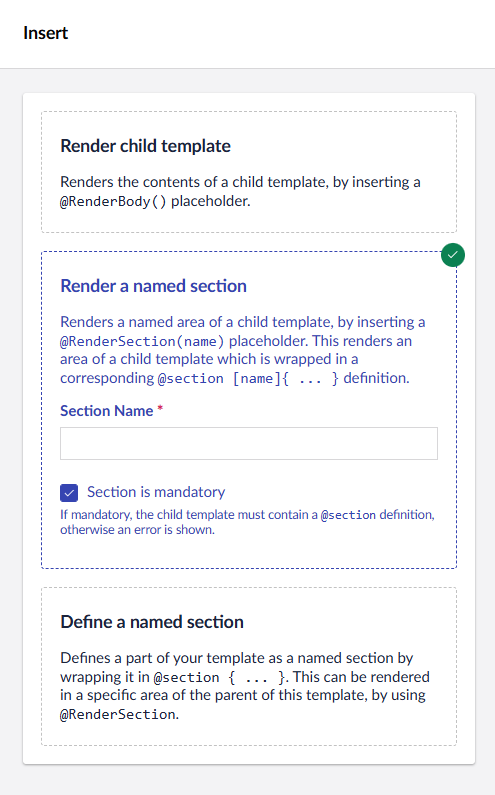 Insert
Render child template
Renders the contents of a child template, by inserting a
@RenderBody() placeholder.
Render a named section
Renders a named area of a child template, by inserting a
@RenderSection(name) placeholder. This renders an
area of a child template which is wrapped in a
corresponding @section [name]{ ... } definition.
Section Name *
Section is mandatory
If mandatory, the child template must contain a @section definition,
otherwise an error is shown.
Define a named section
Defines a part of your template as a named section by
wrapping it in @section { ... }. This can be rendered
in a specific area of the parent of this template, by using
@RenderSection.